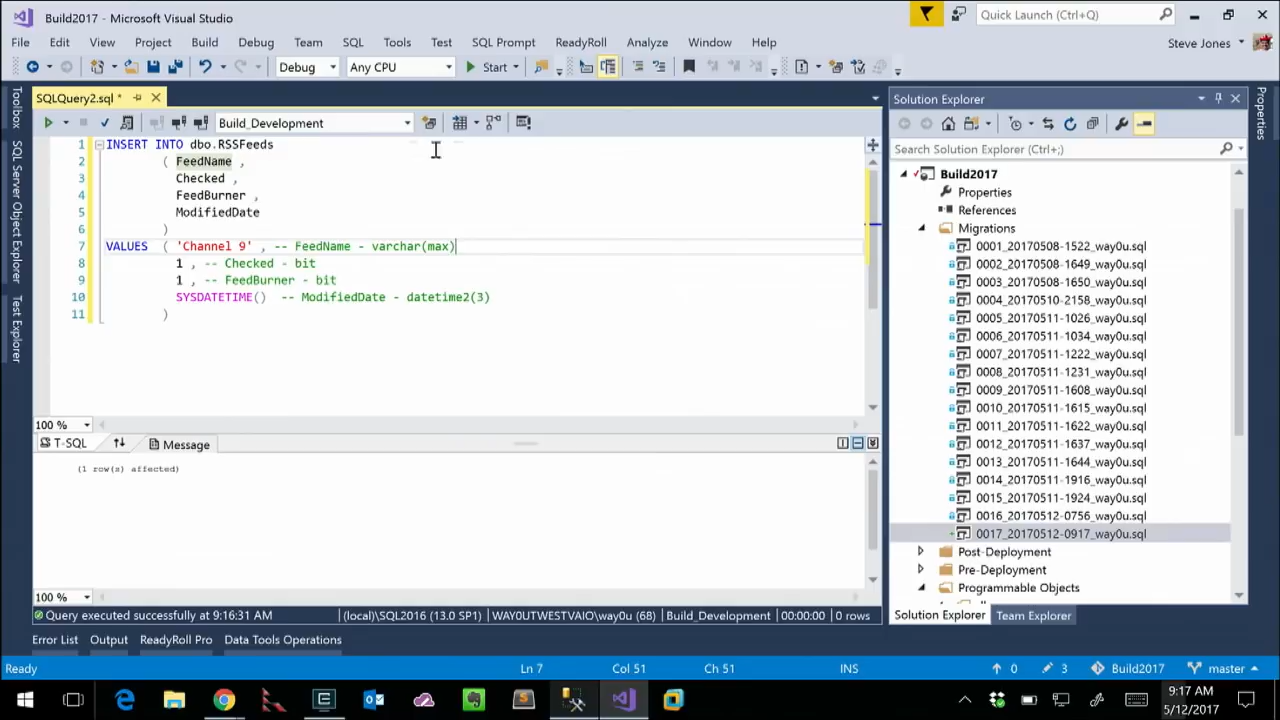 Build2017 - Microsoft Visual Studio
Quick Launch (Ctrl+Q)
File Edit View Project Build Debug Team SQL Tools Test SQL Prompt ReadyRoll Analyze Window Help
Steve Jones
Debug Any CPU Start
Toolbox
SQL Server Object Explorer
Test Explorer
SQLQuery2.sql *
Build_Development
1 INSERT INTO dbo.RSSFeeds
2 ( FeedName ,
3 Checked ,
4 FeedBurner ,
5 ModifiedDate
6 )
7 VALUES ( 'Channel 9' , -- FeedName - varchar(max)
8 1 , -- Checked - bit
9 1 , -- FeedBurner - bit
10 SYSDATETIME() -- ModifiedDate - datetime2(3)
11 )
100 %
T-SQL Message
(1 row(s) affected)
100 %
Query executed successfully at 9:16:31 AM (local)\SQL2016 (13.0 SP1) WAY0UTWESTVAIO\way0u (68) Build_Development 00:00:00 0 rows
Solution Explorer
Search Solution Explorer
Build2017
Properties
References
Migrations
0001_20170508-1522_way0u.sql
0002_20170508-1649_way0u.sql
0003_20170508-1650_way0u.sql
0004_20170510-2158_way0u.sql
0005_20170511-1026_way0u.sql
0006_20170511-1034_way0u.sql
0007_20170511-1222_way0u.sql
0008_20170511-1231_way0u.sql
0009_20170511-1608_way0u.sql
0010_20170511-1615_way0u.sql
0011_20170511-1622_way0u.sql
0012_20170511-1637_way0u.sql
0013_20170511-1644_way0u.sql
0014_20170511-1916_way0u.sql
0015_20170511-1924_way0u.sql
0016_20170512-0756_way0u.sql
0017_20170512-0917_way0u.sql
Post-Deployment
Pre-Deployment
Programmable Objects
Solution Explorer Team Explorer
Properties
Error List Output ReadyRoll Pro Data Tools Operations
Ready Ln 7 Col 51 Ch 51 INS 0 3 Build2017 master
9:17 AM
5/12/2017